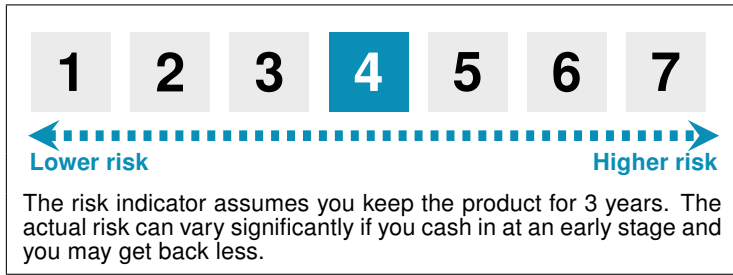 1 2 3 4 5 6 7
Lower risk Higher risk
The risk indicator assumes you keep the product for 3 years. The
actual risk can vary significantly if you cash in at an early stage and
you may get back less.